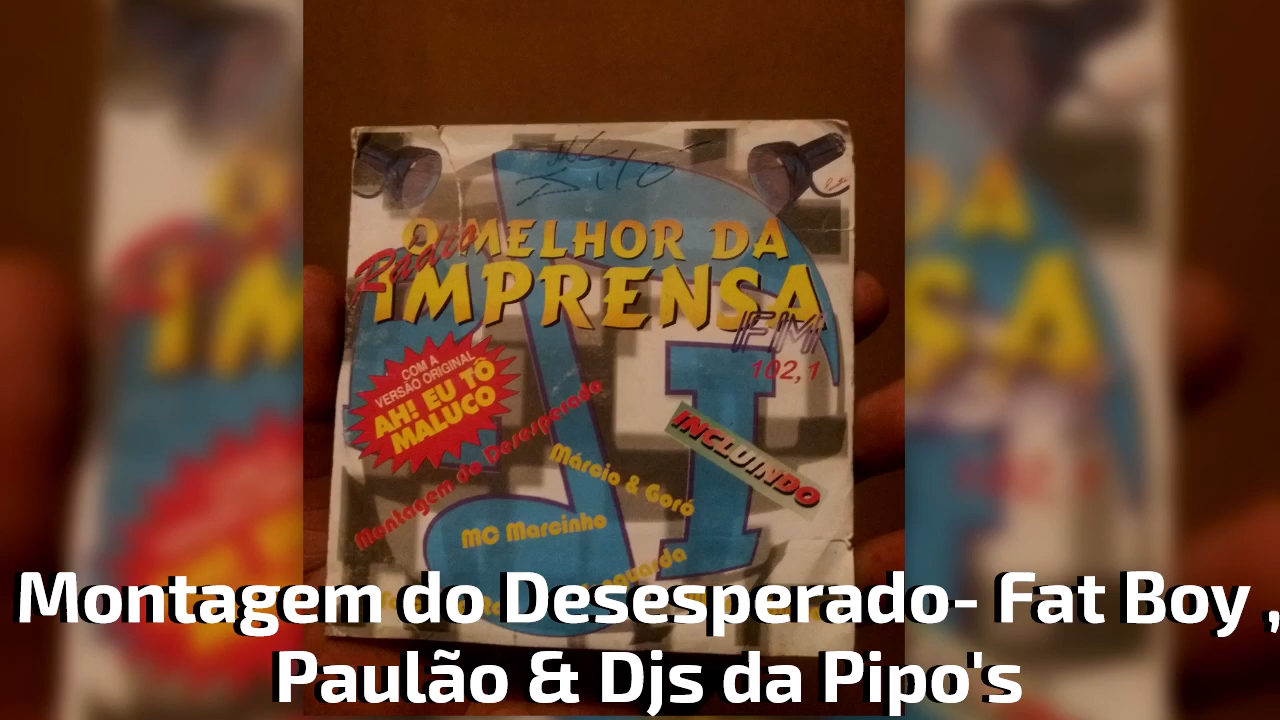 O MELHOR DA
Rádio
IMPRENSA
FM
102,1
COM A
VERSÃO ORIGINAL
AH! EU TÔ
MALUCO
Montagem do Desesperado
INCLUINDO
Márcio & Goró
MC Marcinho
Montagem do Desesperado- Fat Boy ,
Paulão & Djs da Pipo's